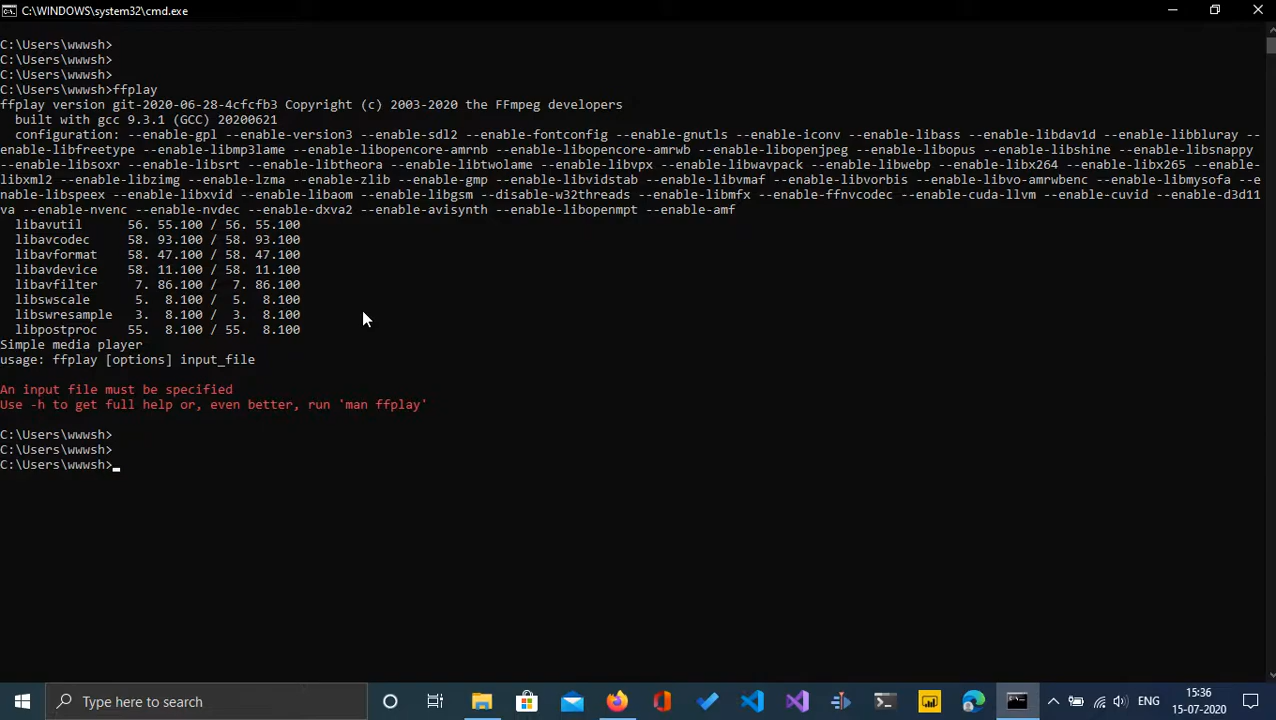 C:\WINDOWS\system32\cmd.exe
C:\Users\wwwsh>
C:\Users\wwwsh>
C:\Users\wwwsh>
C:\Users\wwwsh>ffplay
ffplay version git-2020-06-28-4cfcfb3 Copyright (c) 2003-2020 the FFmpeg developers
  built with gcc 9.3.1 (GCC) 20200621
  configuration: --enable-gpl --enable-version3 --enable-sdl2 --enable-fontconfig --enable-gnutls --enable-iconv --enable-libass --enable-libdav1d --enable-libbluray --
enable-libfreetype --enable-libmp3lame --enable-libopencore-amrnb --enable-libopencore-amrwb --enable-libopenjpeg --enable-libopus --enable-libshine --enable-libsnappy
--enable-libsoxr --enable-libsrt --enable-libtheora --enable-libtwolame --enable-libvpx --enable-libwavpack --enable-libwebp --enable-libx264 --enable-libx265 --enable-
libxml2 --enable-libzimg --enable-lzma --enable-zlib --enable-gmp --enable-libvidstab --enable-libvmaf --enable-libvorbis --enable-libvo-amrwbenc --enable-libmysofa --e
nable-libspeex --enable-libxvid --enable-libaom --enable-libgsm --disable-w32threads --enable-libmfx --enable-ffnvcodec --enable-cuda-llvm --enable-cuvid --enable-d3d11
va --enable-nvenc --enable-nvdec --enable-dxva2 --enable-avisynth --enable-libopenmpt --enable-amf
  libavutil      56. 55.100 / 56. 55.100
  libavcodec     58. 93.100 / 58. 93.100
  libavformat    58. 47.100 / 58. 47.100
  libavdevice    58. 11.100 / 58. 11.100
  libavfilter     7. 86.100 /  7. 86.100
  libswscale      5.  8.100 /  5.  8.100
  libswresample   3.  8.100 /  3.  8.100
  libpostproc    55.  8.100 / 55.  8.100
Simple media player
usage: ffplay [options] input_file
An input file must be specified
Use -h to get full help or, even better, run 'man ffplay'
C:\Users\wwwsh>
C:\Users\wwwsh>
C:\Users\wwwsh>
Type here to search
ENG
15:36
15-07-2020